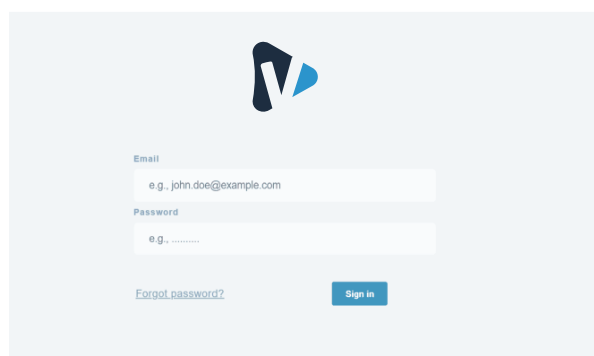 Email
e.g., john.doe@example.com
Password
e.g., ..........
Forgot password? Sign in